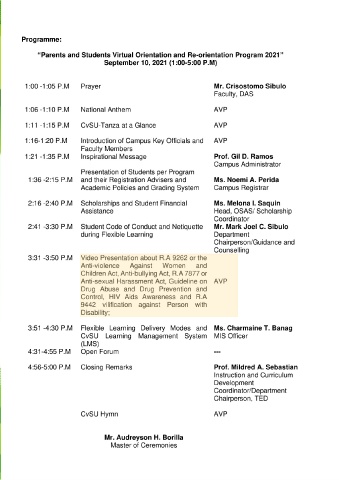 Programme:
"Parents and Students Virtual Orientation and Re-orientation Program 2021"
September 10, 2021 (1:00-5:00 P.M)
1:00 -1:05 P.M Prayer Mr. Crisostomo Sibulo
Faculty, DAS
1:06 -1:10 P.M National Anthem AVP
1:11 -1:15 P.M CvSU-Tanza at a Glance AVP
1:16-1:20 P.M Introduction of Campus Key Officials and AVP
Faculty Members
1:21 -1:35 P.M Inspirational Message Prof. Gil D. Ramos
Campus Administrator
Presentation of Students per Program
1:36 -2:15 P.M and their Registration Advisers and Ms. Noemi A. Perida
Academic Policies and Grading System Campus Registrar
2:16 -2:40 P.M Scholarships and Student Financial Ms. Melona I. Saquin
Assistance Head, OSAS/ Scholarship
Coordinator
2:41 -3:30 P.M Student Code of Conduct and Netiquette Mr. Mark Joel C. Sibulo
during Flexible Learning Department
Chairperson/Guidance and
Counselling
3:31 -3:50 P.M Video Presentation about R.A 9262 or the
Anti-violence Against Women and
Children Act, Anti-bullying Act, R.A 7877 or
Anti-sexual Harassment Act, Guideline on AVP
Drug Abuse and Drug Prevention and
Control, HIV Aids Awareness and R.A
9442 vilification against Person with
Disability;
3:51 -4:30 P.M Flexible Learning Delivery Modes and Ms. Charmaine T. Banag
CvSU Learning Management System MIS Officer
(LMS)
4:31-4:55 P.M Open Forum ---
4:56-5:00 P.M Closing Remarks Prof. Mildred A. Sebastian
Instruction and Curriculum
Development
Coordinator/Department
Chairperson, TED
CvSU Hymn AVP
Mr. Audreyson H. Borilla
Master of Ceremonies